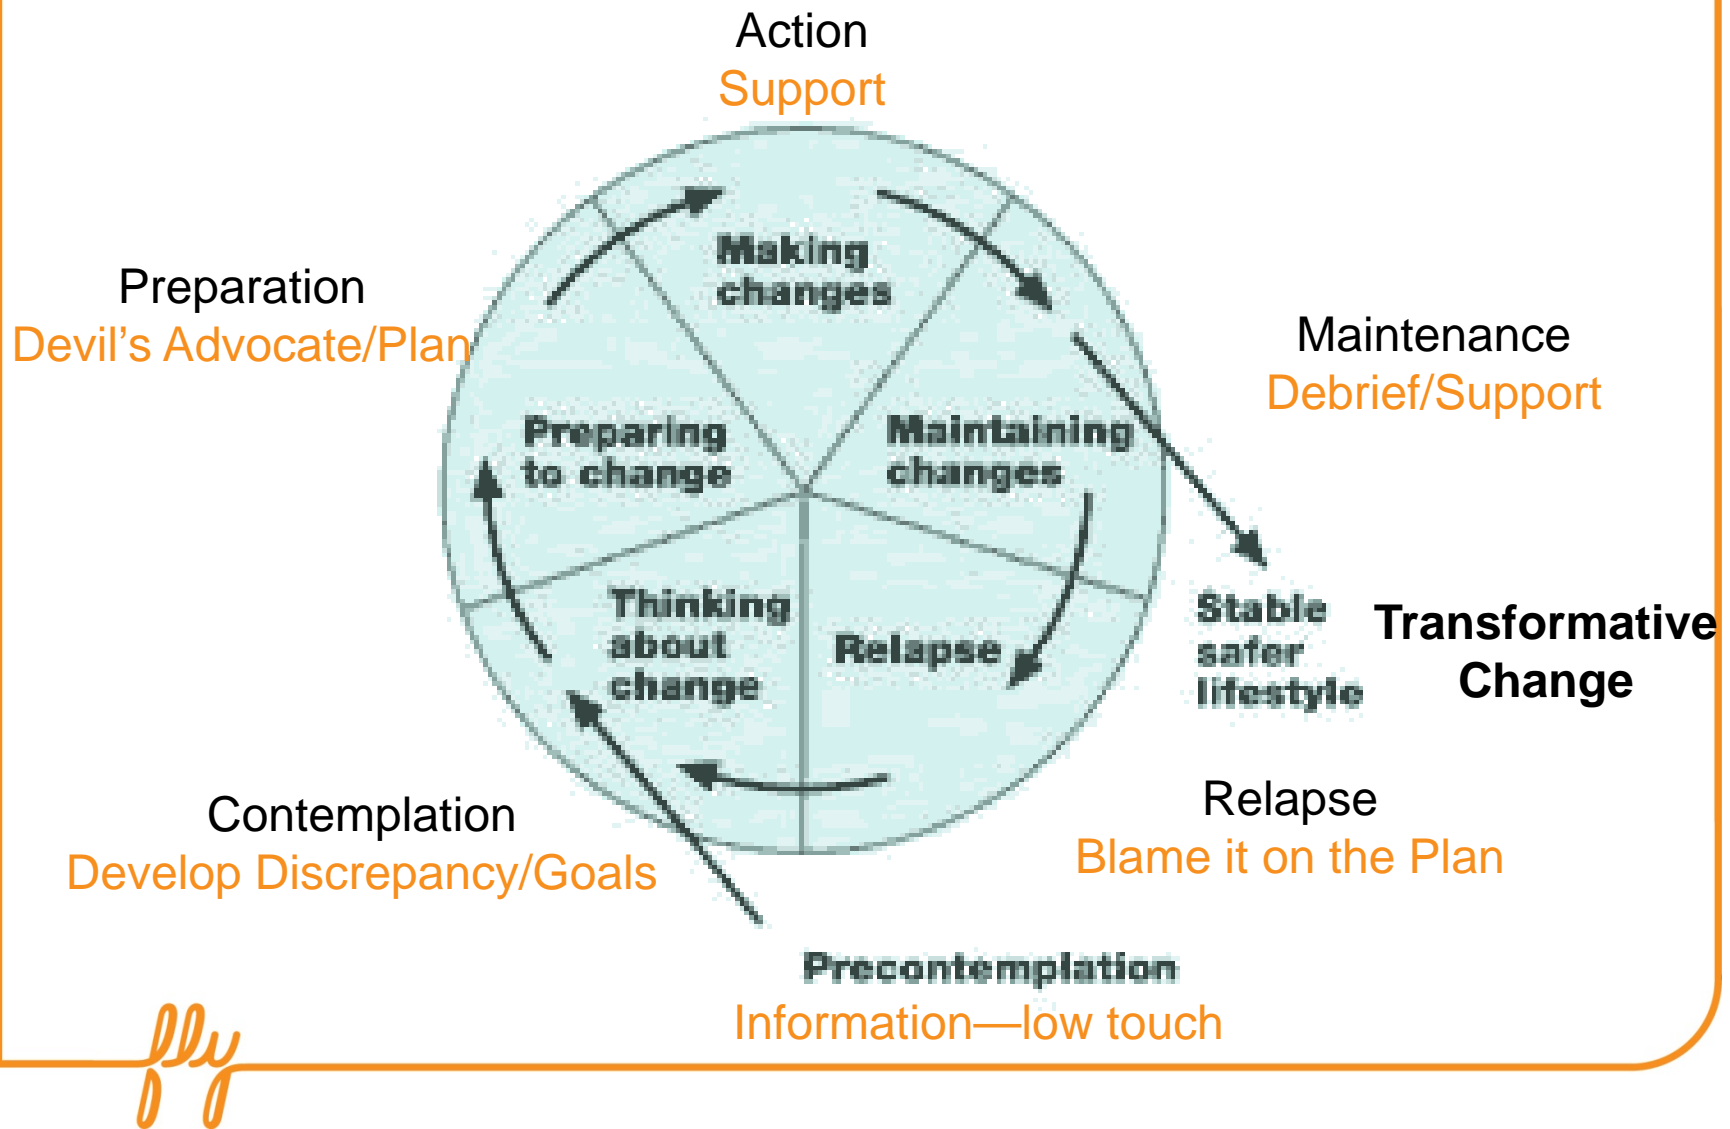 Action
Support
Making
changes
Preparation
Devil's Advocate/Plan
Maintenance
Debrief/Support
Preparing
to change
Maintaining
changes
Thinking
about
change
Relapse
Stable
safer
lifestyle
Transformative
Change
Contemplation
Develop Discrepancy/Goals
Relapse
Blame it on the Plan
Precontemplation
Information—low touch
fly